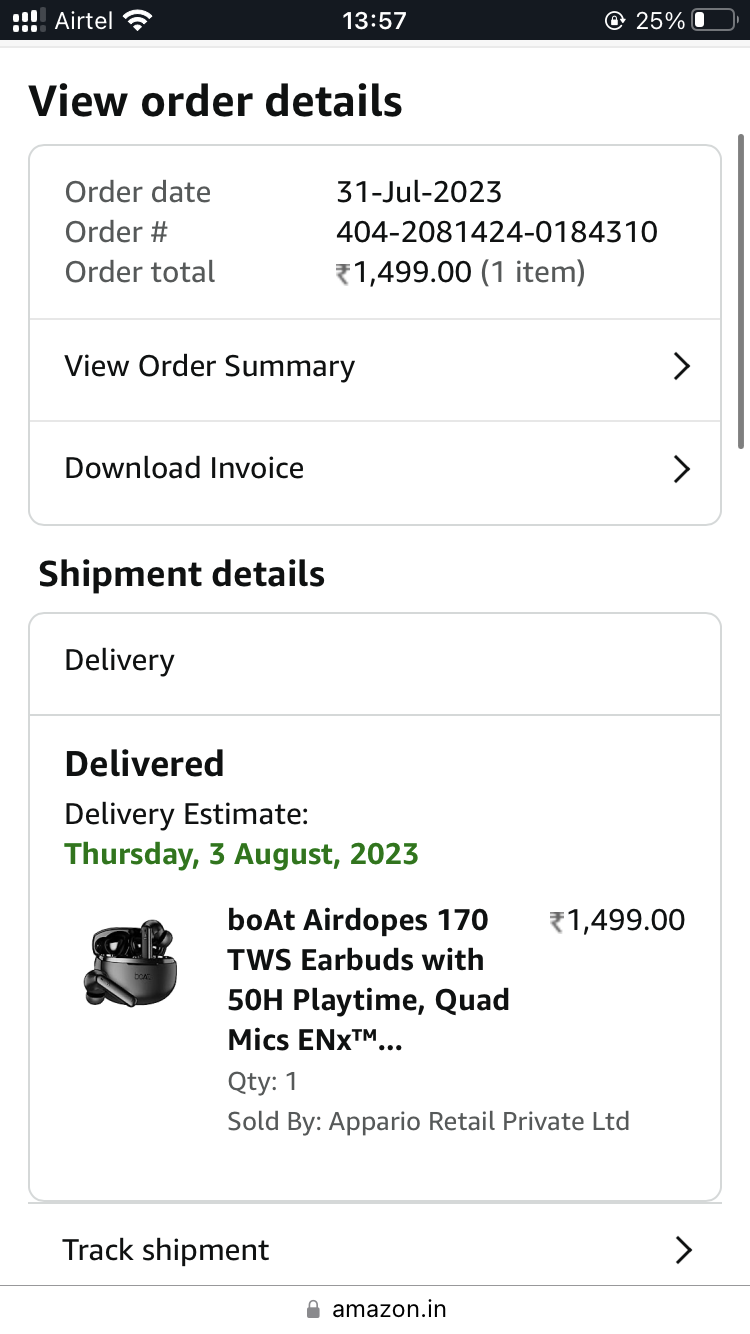 Airtel 13:57 25%
View order details
Order date 31-Jul-2023
Order # 404-2081424-0184310
Order total ₹1,499.00 (1 item)
View Order Summary
Download Invoice
Shipment details
Delivery
Delivered
Delivery Estimate:
Thursday, 3 August, 2023
boAt Airdopes 170 ₹1,499.00
TWS Earbuds with
50H Playtime, Quad
Mics ENx™...
Qty: 1
Sold By: Appario Retail Private Ltd
boAt
Track shipment
amazon.in